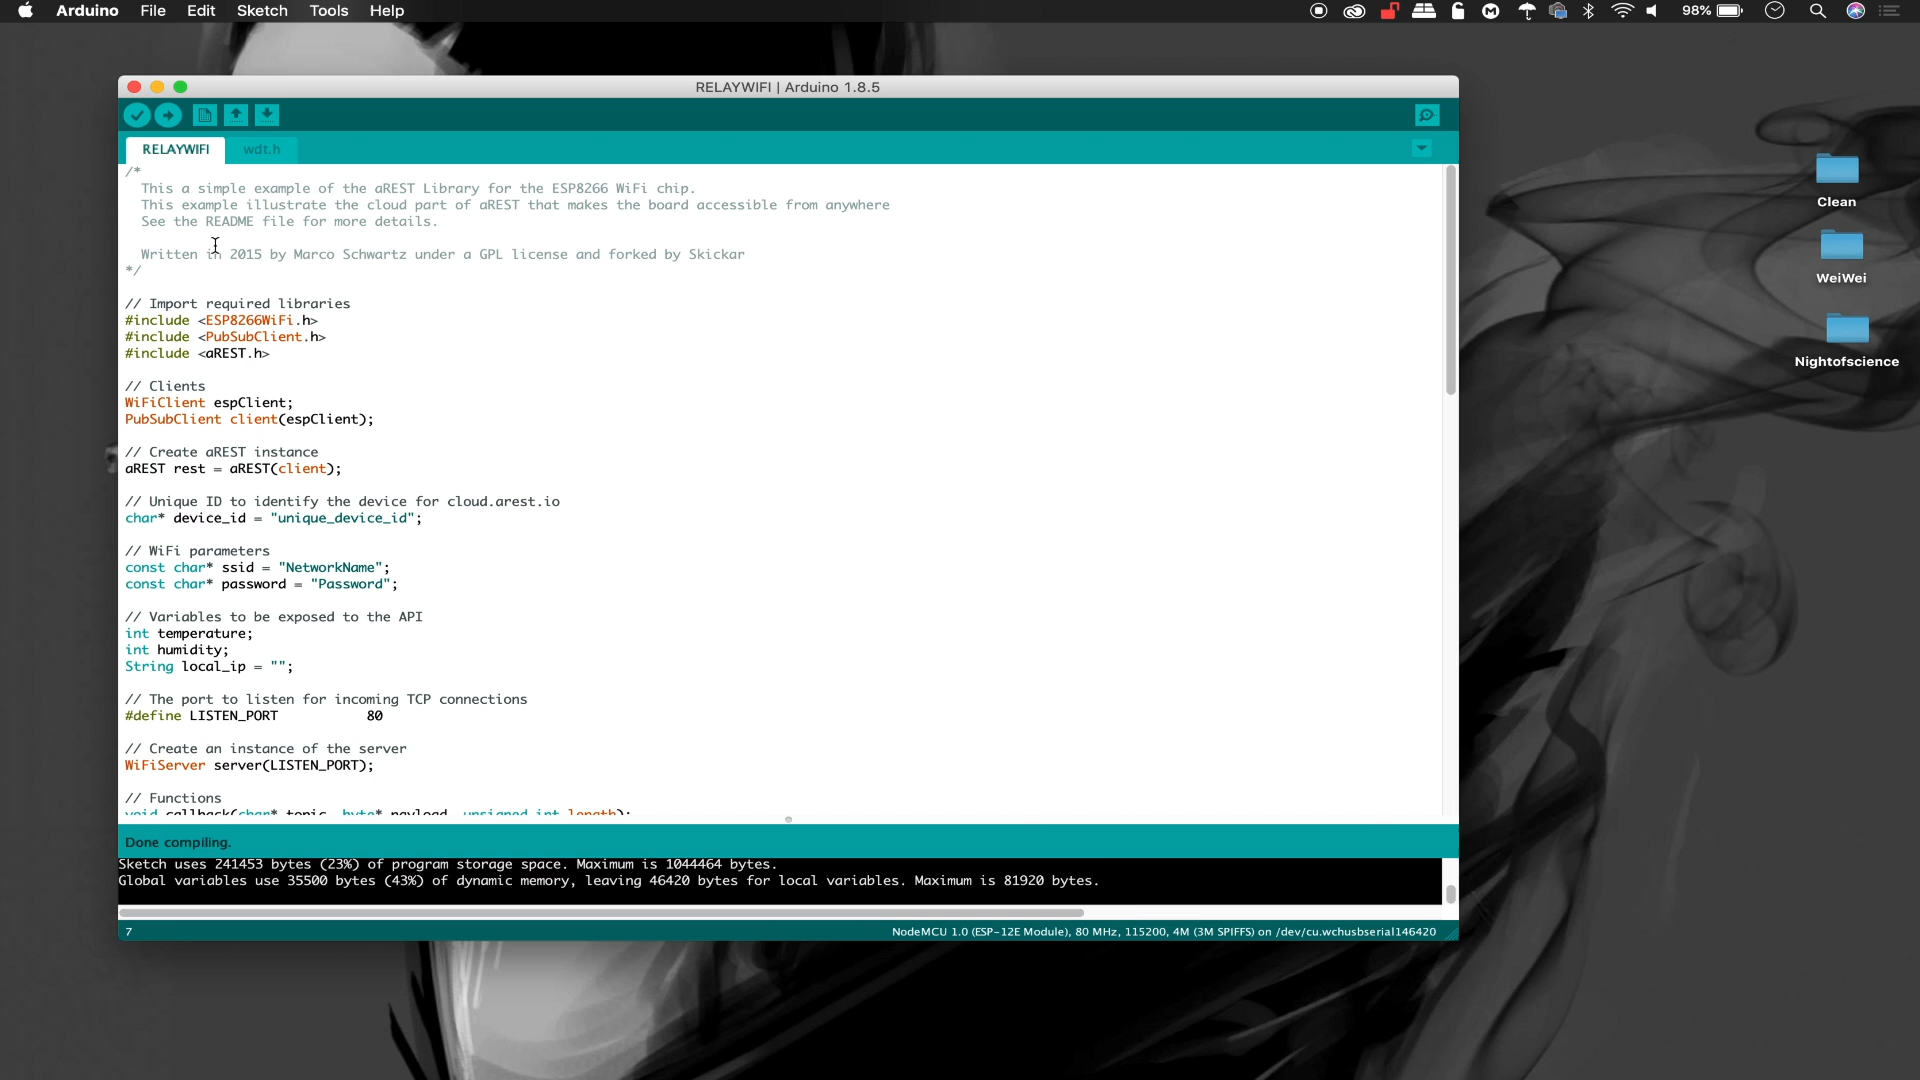 Arduino File Edit Sketch Tools Help 98%
RELAYWIFI | Arduino 1.8.5
RELAYWIFI wdt.h
/*
This a simple example of the aREST Library for the ESP8266 WiFi chip.
This example illustrate the cloud part of aREST that makes the board accessible from anywhere
See the README file for more details.
Written in 2015 by Marco Schwartz under a GPL license and forked by Skickar
*/
// Import required libraries
#include <ESP8266WiFi.h>
#include <PubSubClient.h>
#include <aREST.h>
// Clients
WiFiClient espClient;
PubSubClient client(espClient);
// Create aREST instance
aREST rest = aREST(client);
// Unique ID to identify the device for cloud.arest.io
char* device_id = "unique_device_id";
// WiFi parameters
const char* ssid = "NetworkName";
const char* password = "Password";
// Variables to be exposed to the API
int temperature;
int humidity;
String local_ip = "";
// The port to listen for incoming TCP connections
#define LISTEN_PORT 80
// Create an instance of the server
WiFiServer server(LISTEN_PORT);
// Functions
void callback(char* topic, byte* payload, unsigned int length);
Done compiling.
Sketch uses 241453 bytes (23%) of program storage space. Maximum is 1044464 bytes.
Global variables use 35500 bytes (43%) of dynamic memory, leaving 46420 bytes for local variables. Maximum is 81920 bytes.
7 NodeMCU 1.0 (ESP-12E Module), 80 MHz, 115200, 4M (3M SPIFFS) on /dev/cu.wchusbserial146420
Clean
WeiWei
Nightofscience